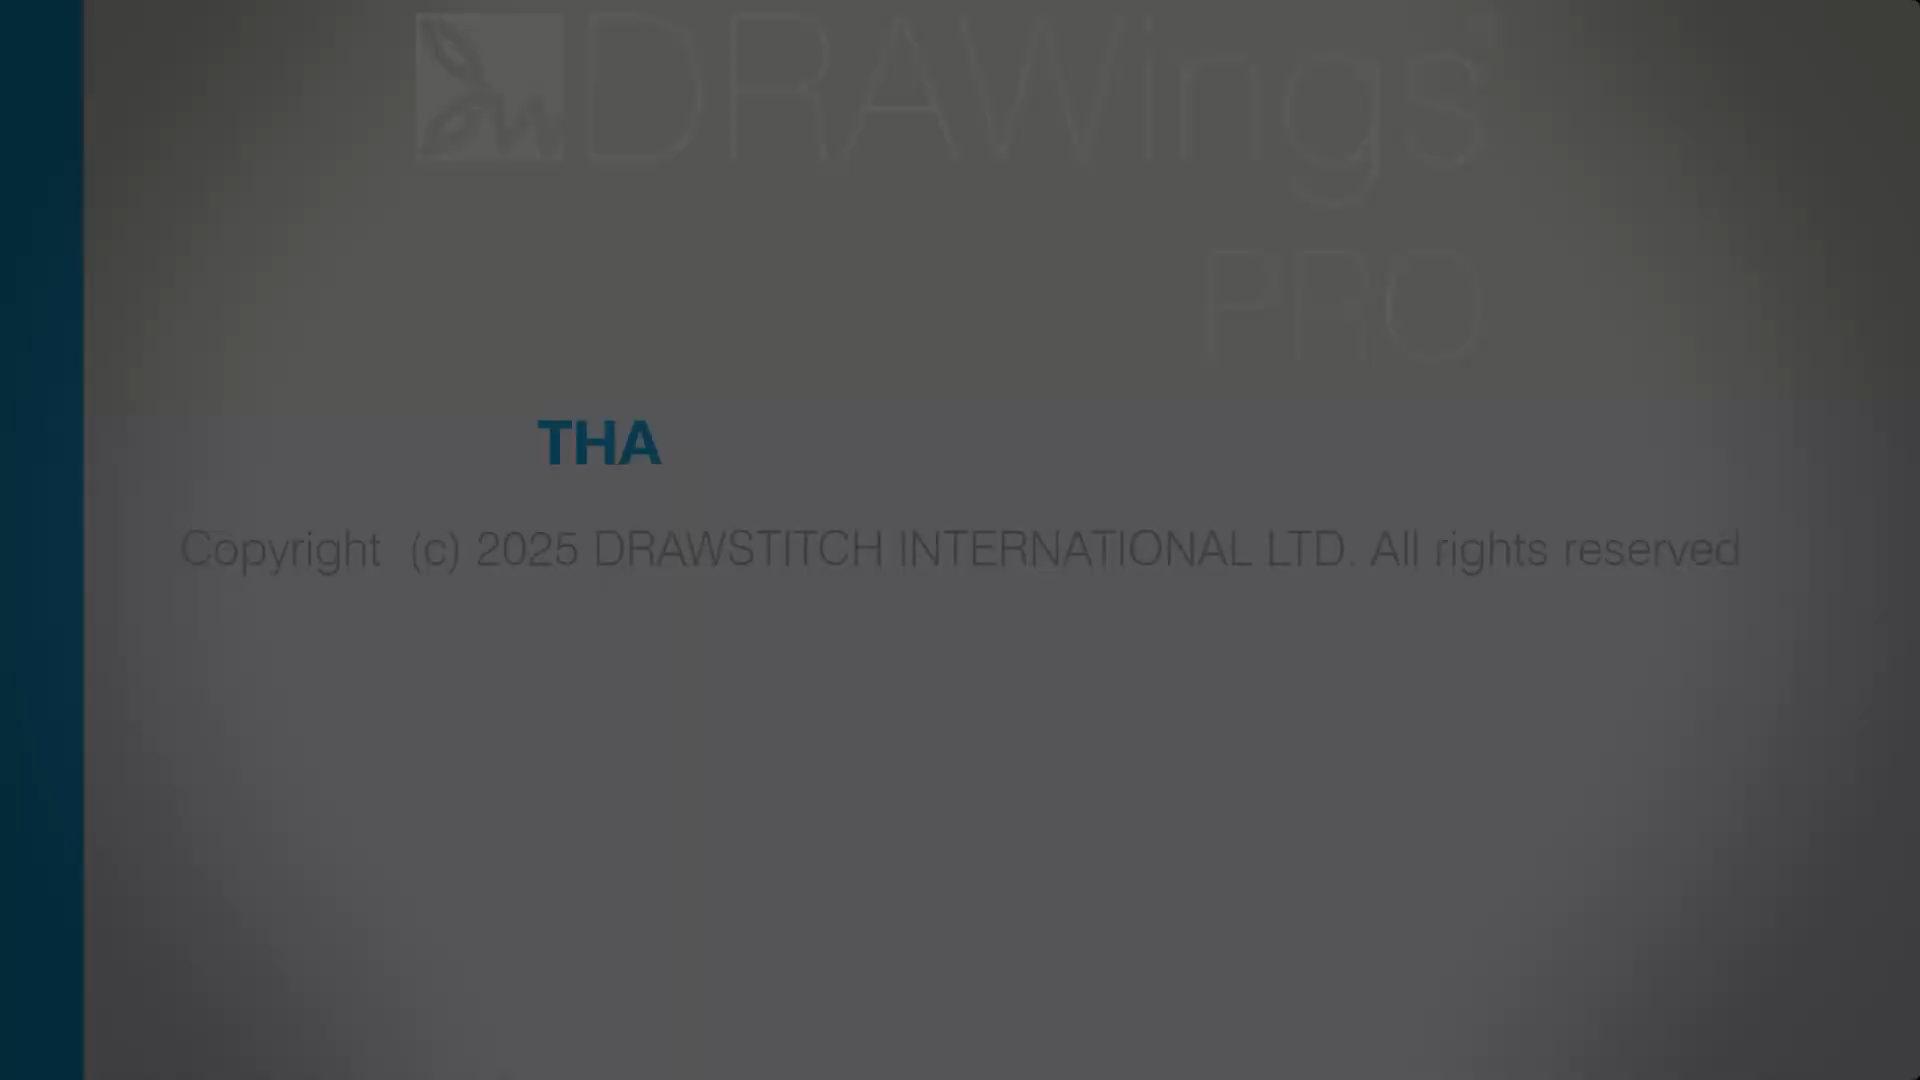 DRAWings
PRO
THA
Copyright (c) 2025 DRAWSTITCH INTERNATIONAL LTD. All rights reserved